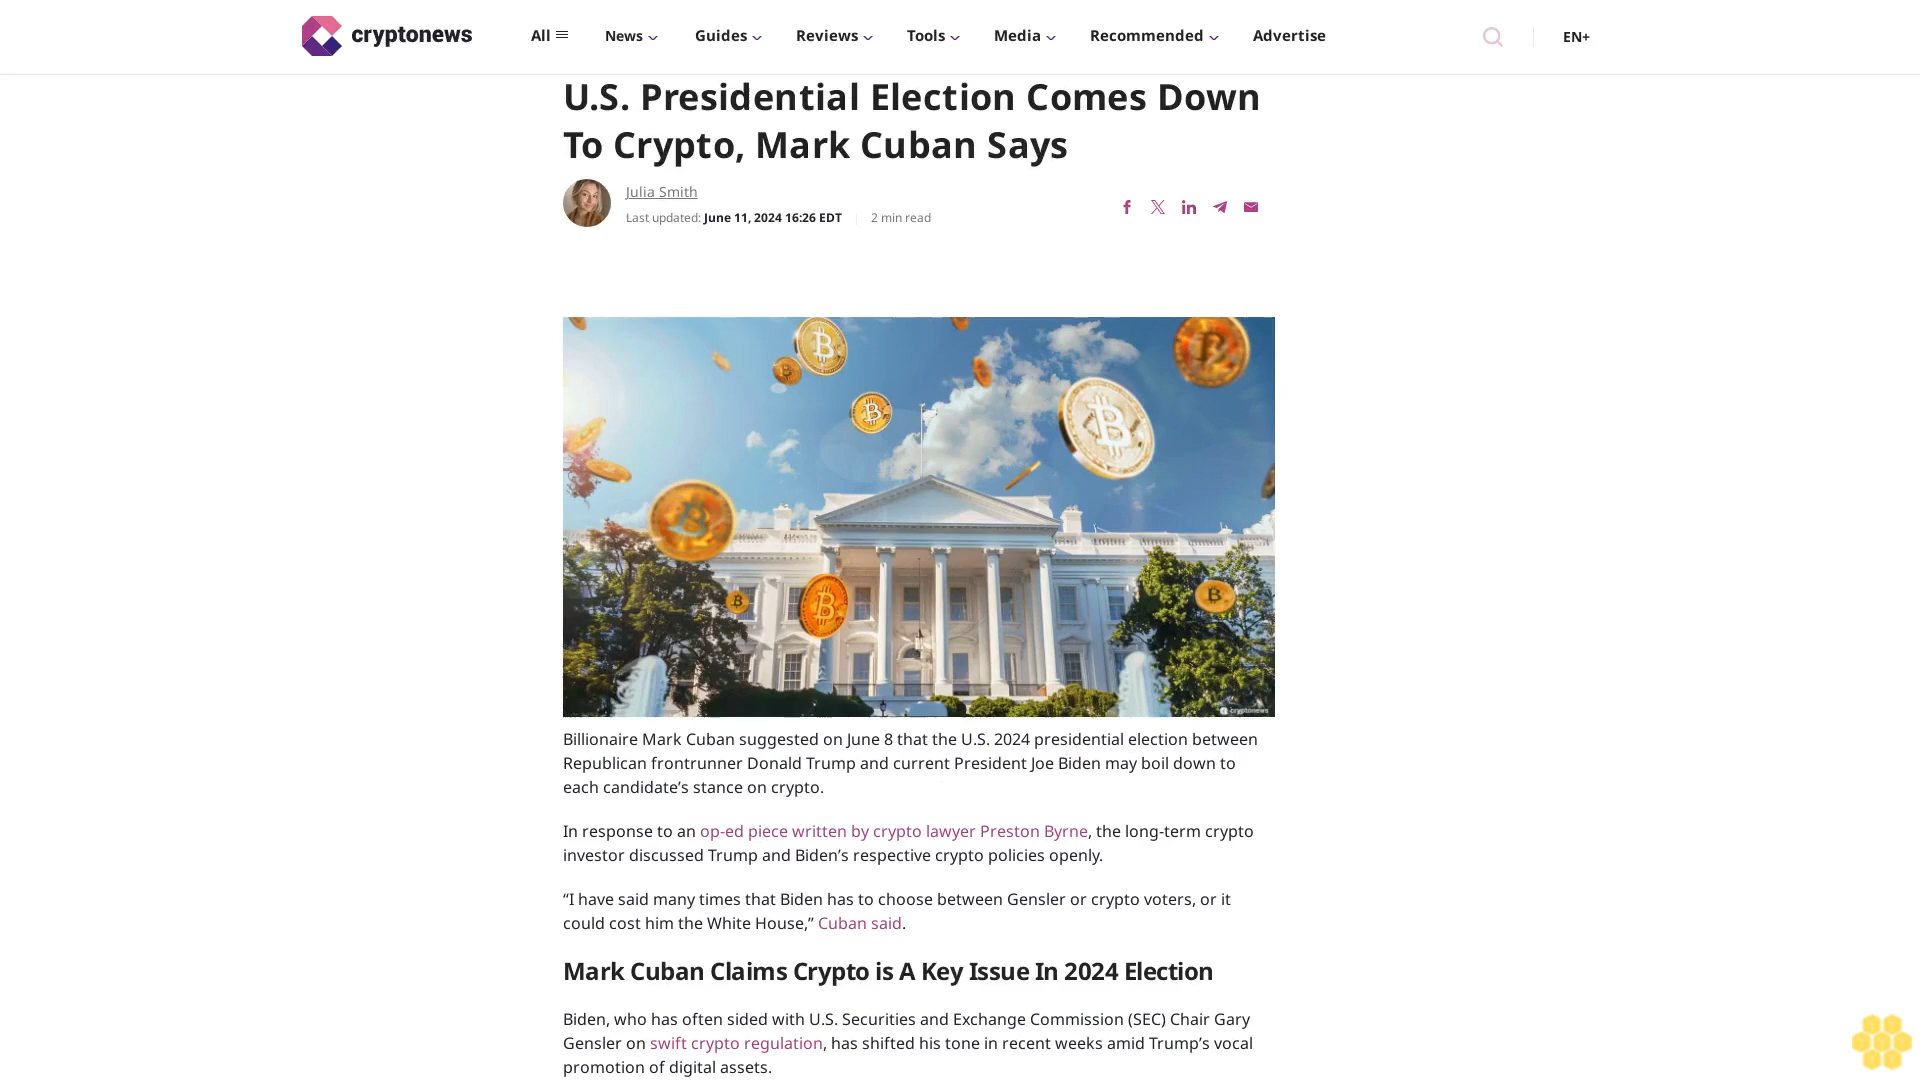 cryptonews
All
News
Guides
Reviews
Tools
Media
Recommended
Advertise
EN+
U.S. Presidential Election Comes Down
To Crypto, Mark Cuban Says
Julia Smith
Last updated: June 11, 2024 16:26 EDT
2 min read
cryptonews
Billionaire Mark Cuban suggested on June 8 that the U.S. 2024 presidential election between
Republican frontrunner Donald Trump and current President Joe Biden may boil down to
each candidate’s stance on crypto.
In response to an op-ed piece written by crypto lawyer Preston Byrne, the long-term crypto
investor discussed Trump and Biden’s respective crypto policies openly.
“I have said many times that Biden has to choose between Gensler or crypto voters, or it
could cost him the White House,” Cuban said.
Mark Cuban Claims Crypto is A Key Issue In 2024 Election
Biden, who has often sided with U.S. Securities and Exchange Commission (SEC) Chair Gary
Gensler on swift crypto regulation, has shifted his tone in recent weeks amid Trump’s vocal
promotion of digital assets.